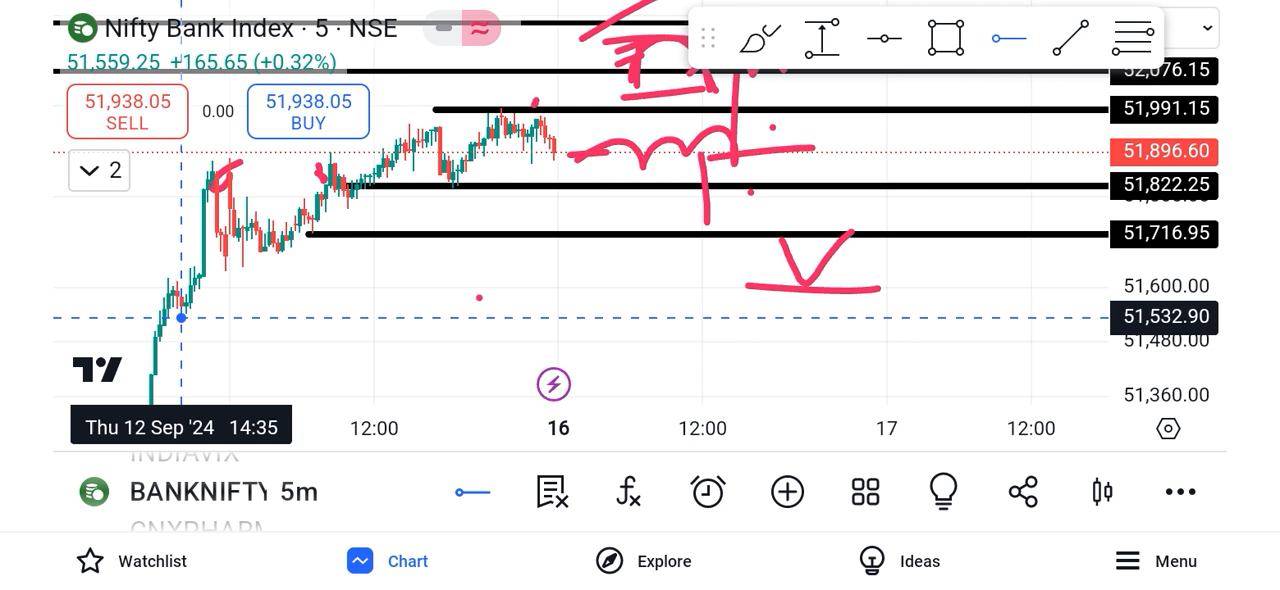 Nifty Bank Index · 5 · NSE
51,559.25 +165.65 (+0.32%)
52,076.15
51,938.05 SELL
0.00
51,938.05 BUY
51,991.15
2
51,896.60
51,822.25
51,716.95
51,600.00
51,532.90
51,480.00
51,360.00
Thu 12 Sep '24 14:35
12:00
16
12:00
17
12:00
INDIAVIX
BANKNIFTY 5m
CNXPHARM
Watchlist
Chart
Explore
Ideas
Menu